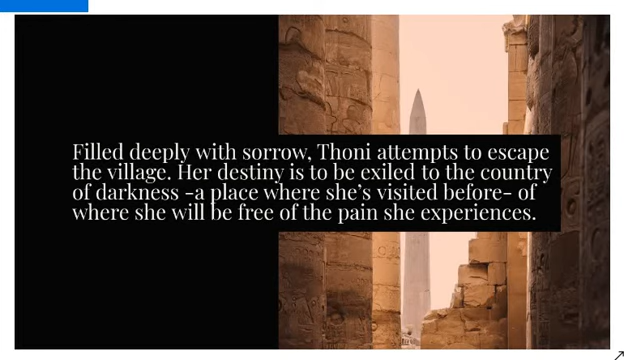 Filled deeply with sorrow, Thoni attempts to escape
the village. Her destiny is to be exiled to the country
of darkness -a place where she's visited before- of
where she will be free of the pain she experiences.